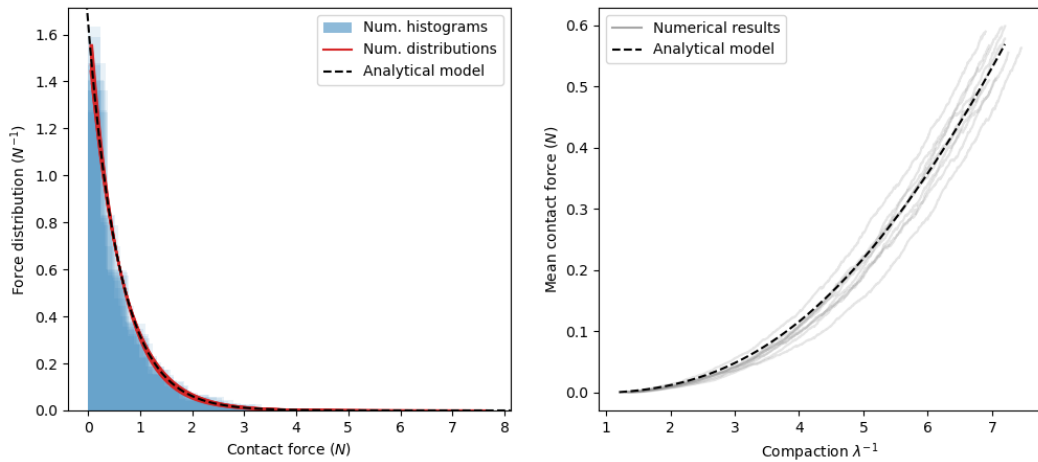 Force distribution (N⁻¹)
1.6
1.4
1.2
1.0
0.8
0.6
0.4
0.2
0.0
Num. histograms
Num. distributions
Analytical model
0 1 2 3 4 5 6 7 8
Contact force (N)
Mean contact force (N)
0.6
0.5
0.4
0.3
0.2
0.1
0.0
Numerical results
Analytical model
1 2 3 4 5 6 7
Compaction λ⁻¹